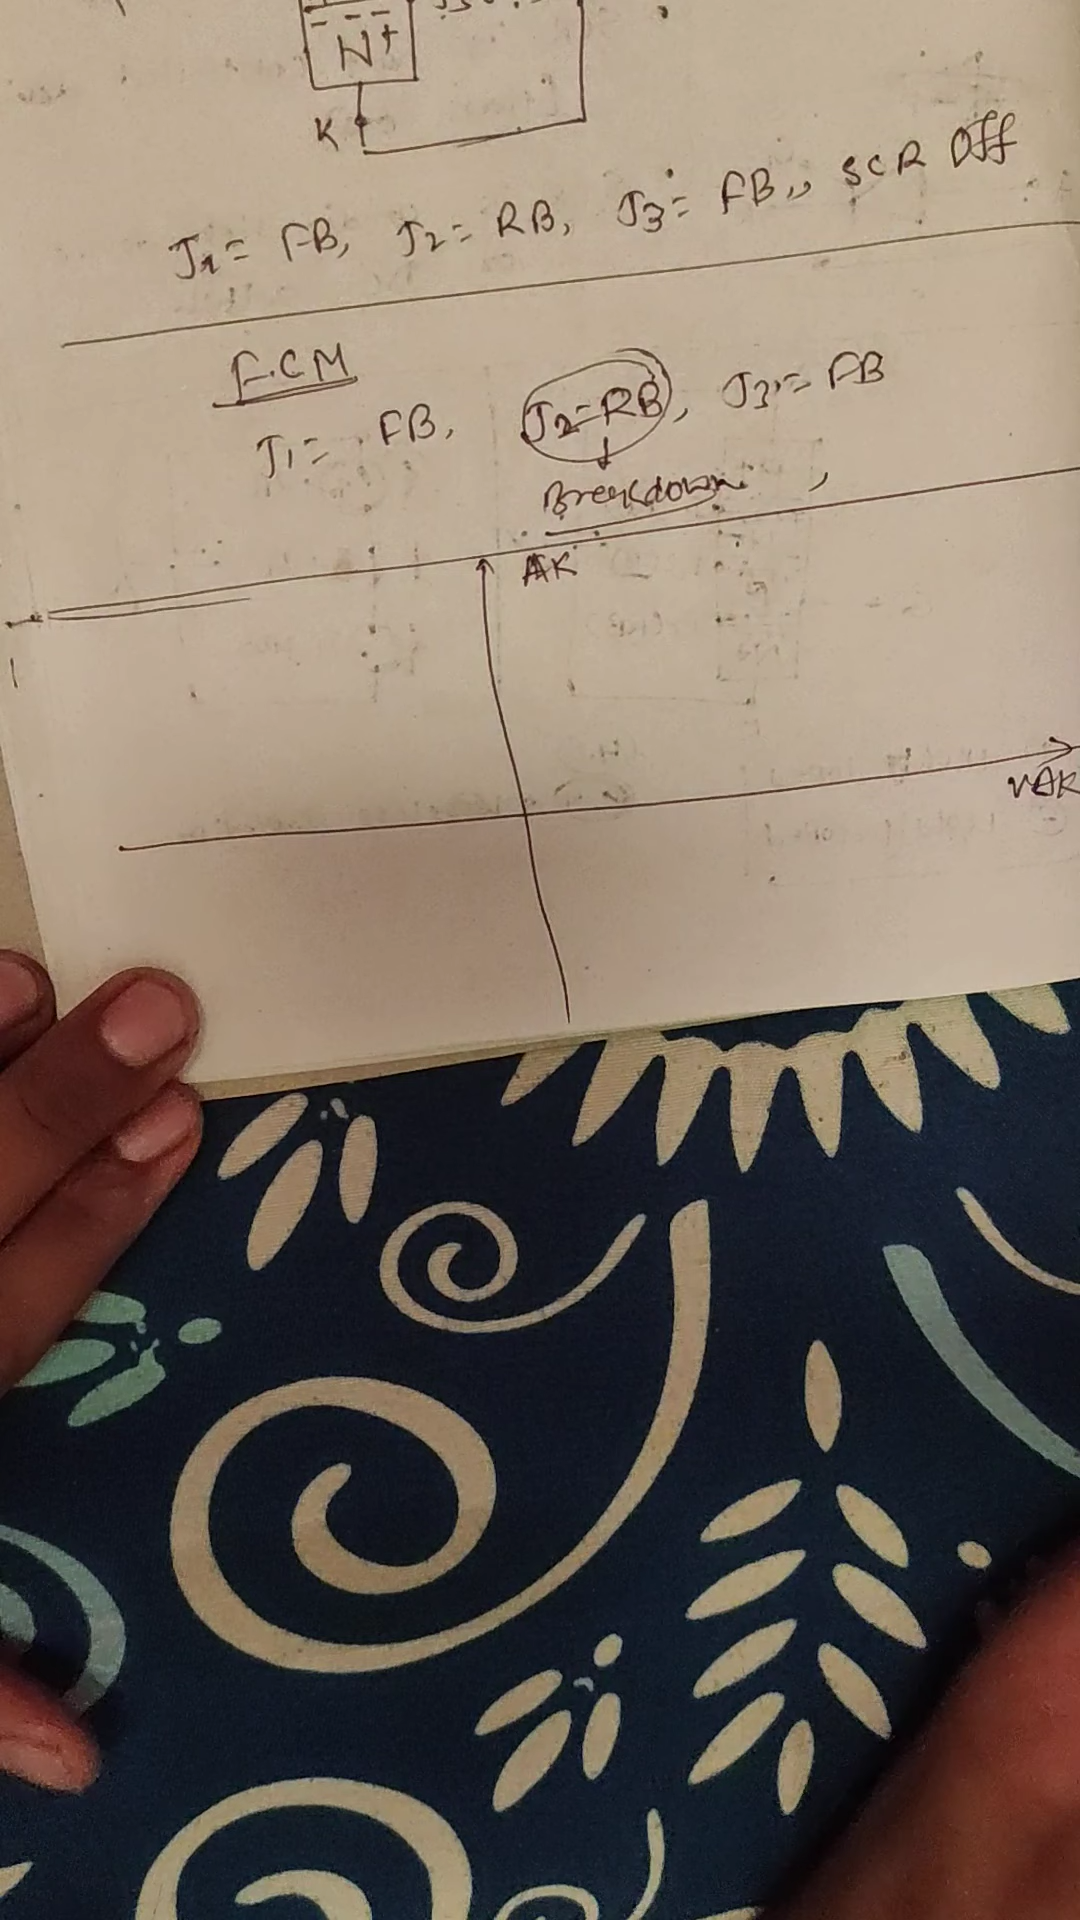 N+
K
J1 = FB, J2 = RB, J3 = FB,, SCR Off
F.C.M
J1 = FB, J2 = RB, J3 = FB
Breakdown ,
AK
VAK